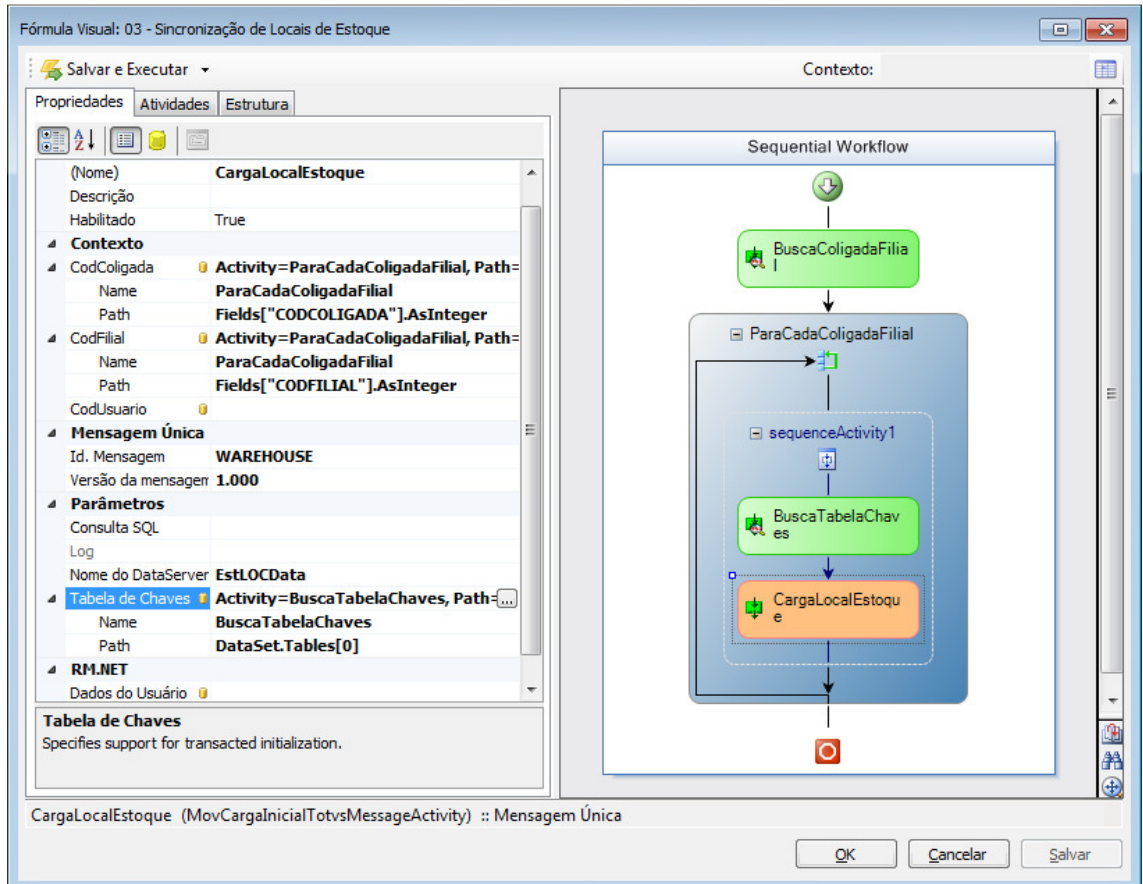 Fórmula Visual: 03 - Sincronização de Locais de Estoque
Salvar e Executar
Contexto:
Propriedades Atividades Estrutura
(Nome) CargaLocalEstoque
Descrição
Habilitado True
Contexto
CodColigada Activity=ParaCadaColigadaFilial, Path=
Name ParaCadaColigadaFilial
Path Fields["CODCOLIGADA"].AsInteger
CodFilial Activity=ParaCadaColigadaFilial, Path=
Name ParaCadaColigadaFilial
Path Fields["CODFILIAL"].AsInteger
CodUsuario
Mensagem Única
Id. Mensagem WAREHOUSE
Versão da mensagem 1.000
Parâmetros
Consulta SQL
Log
Nome do DataServer EstLOCData
Tabela de Chaves Activity=BuscaTabelaChaves, Path= ...
Name BuscaTabelaChaves
Path DataSet.Tables[0]
RM.NET
Dados do Usuário
Tabela de Chaves
Specifies support for transacted initialization.
Sequential Workflow
BuscaColigadaFilia
l
ParaCadaColigadaFilial
sequenceActivity1
BuscaTabelaChav
es
CargaLocalEstoqu
e
CargaLocalEstoque (MovCargaInicialTotvsMessageActivity) :: Mensagem Única
OK Cancelar Salvar